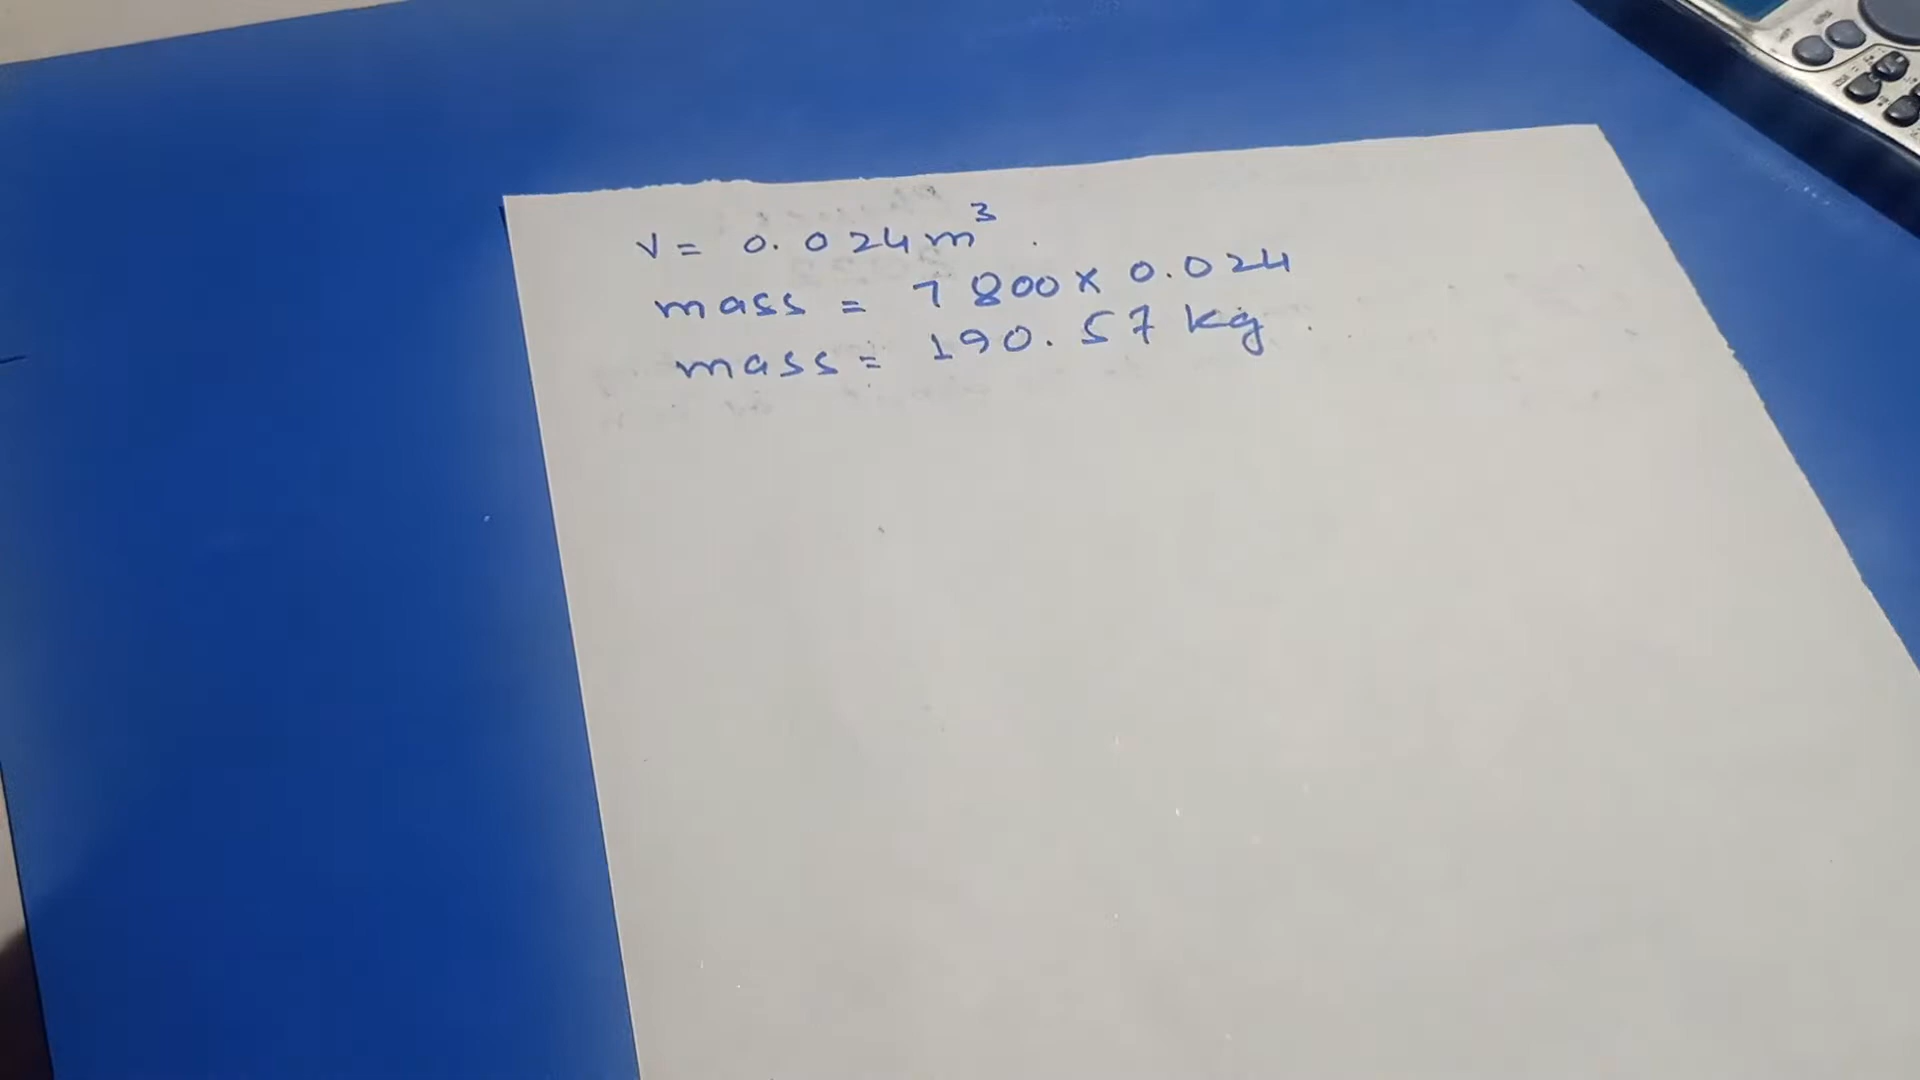 V = 0.024 m³.
mass = 7800 × 0.024
mass = 190.57 kg.